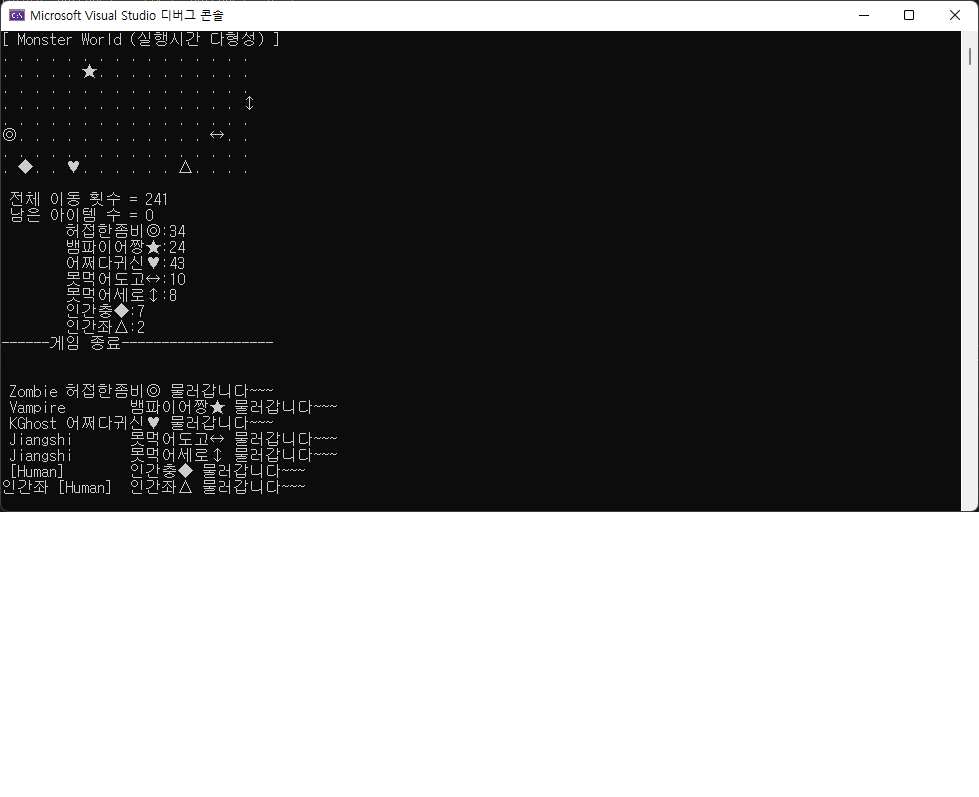 Microsoft Visual Studio 디버그 콘솔
[ Monster World (실행시간 다형성) ]
. . . . . . . . . . . . . . . .
. . . . . ★. . . . . . . . . .
. . . . . . . . . . . . . . . .
. . . . . . . . . . . . . . . ↕
. . . . . . . . . . . . . . . .
◎. . . . . . . . . . . . ↔. .
. . . . . . . . . . . . . . . .
. ◆. . ♥. . . . . . △. . . .
전체 이동 횟수 = 241
남은 아이템 수 = 0
허접한좀비◎:34
뱀파이어짱★:24
어쩌다귀신♥:43
못먹어도고↔:10
못먹어세로↕:8
인간충◆:7
인간좌△:2
------게임 종료-------------------
Zombie 허접한좀비◎ 물러갑니다~~~
Vampire 뱀파이어짱★ 물러갑니다~~~
KGhost 어쩌다귀신♥ 물러갑니다~~~
Jiangshi 못먹어도고↔ 물러갑니다~~~
Jiangshi 못먹어세로↕ 물러갑니다~~~
[Human] 인간충◆ 물러갑니다~~~
인간좌 [Human] 인간좌△ 물러갑니다~~~